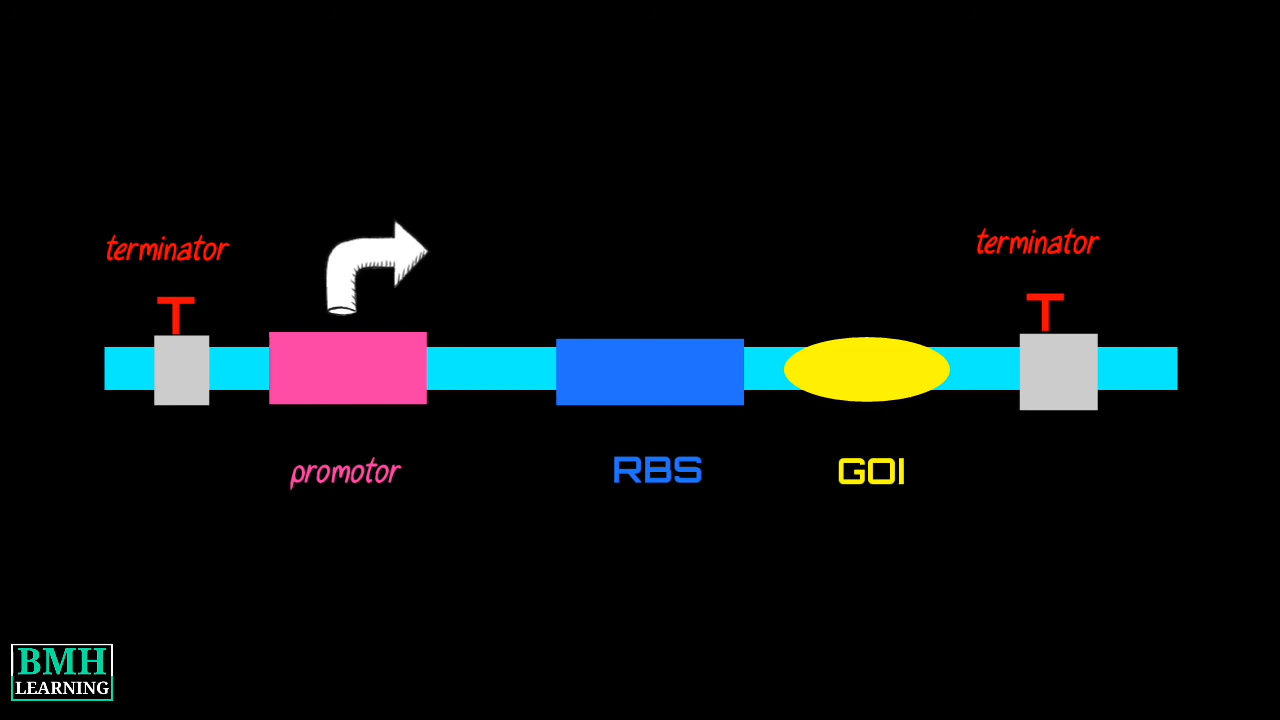 terminator
terminator
T
T
promotor
RBS
GOI
BMH
LEARNING